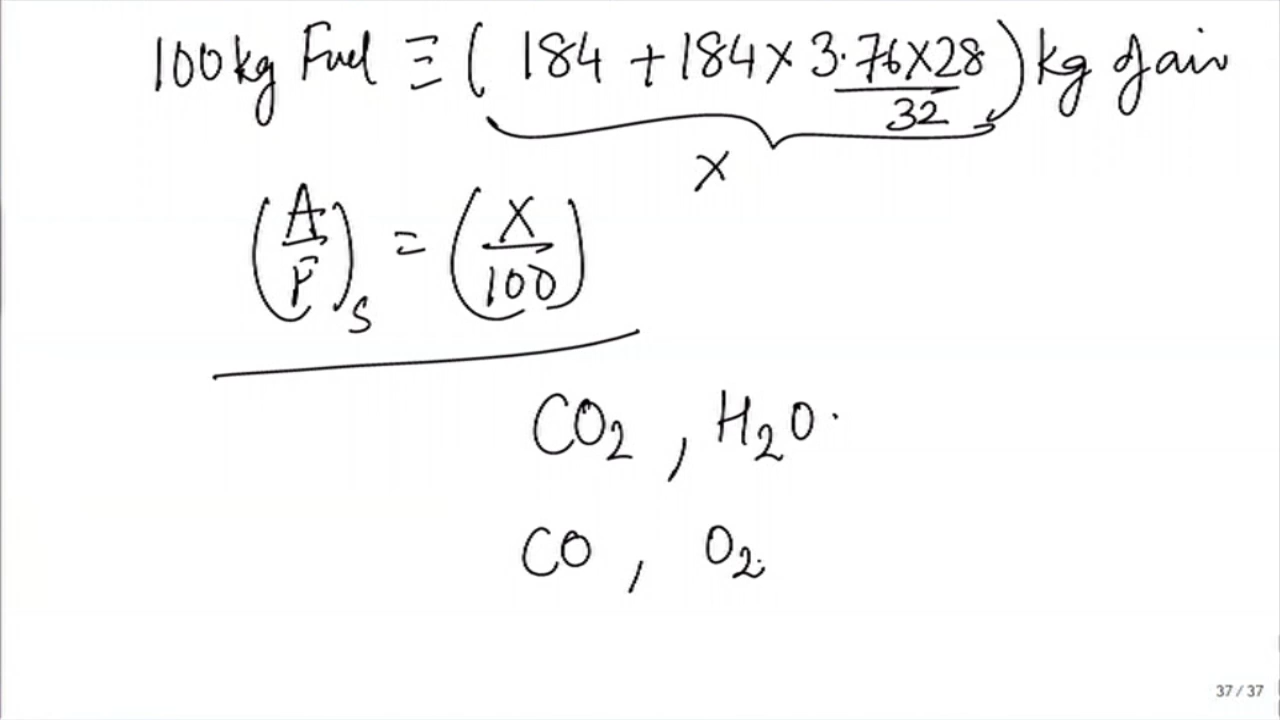 100 kg Fuel ≡ ( 184 + 184 × 3.76×28/32 ) kg of air
X
(A/F)s = (X/100)
CO2 , H2O.
CO , O2.
37 / 37